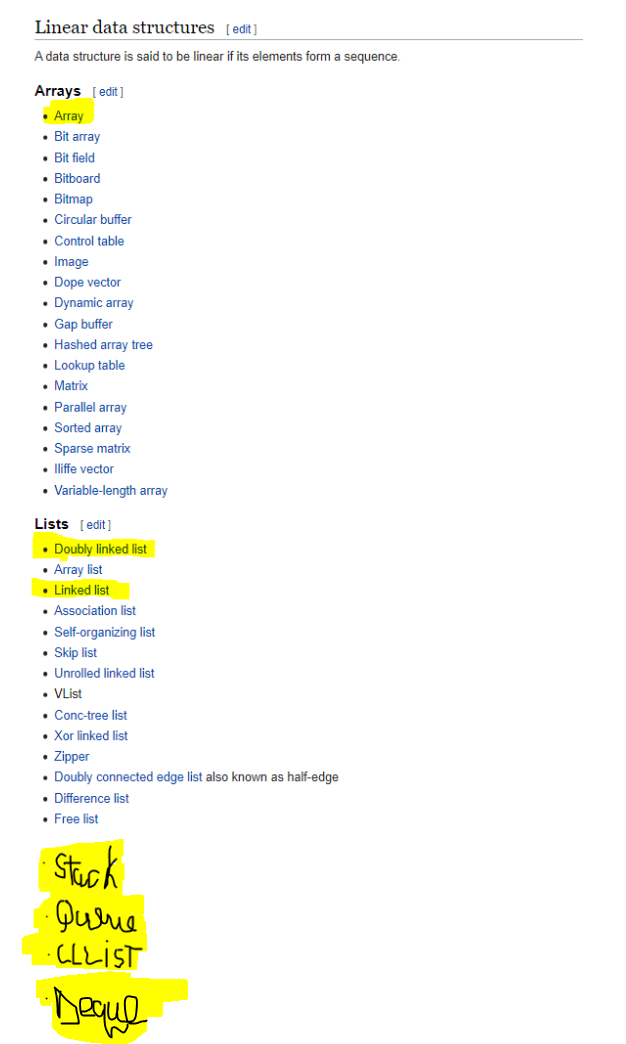 Linear data structures [ edit ]
A data structure is said to be linear if its elements form a sequence.
Arrays [ edit ]
• Array
• Bit array
• Bit field
• Bitboard
• Bitmap
• Circular buffer
• Control table
• Image
• Dope vector
• Dynamic array
• Gap buffer
• Hashed array tree
• Lookup table
• Matrix
• Parallel array
• Sorted array
• Sparse matrix
• Iliffe vector
• Variable-length array
Lists [ edit ]
• Doubly linked list
• Array list
• Linked list
• Association list
• Self-organizing list
• Skip list
• Unrolled linked list
• VList
• Conc-tree list
• Xor linked list
• Zipper
• Doubly connected edge list also known as half-edge
• Difference list
• Free list
· Stack
· Queue
· CLLIST
· Deque